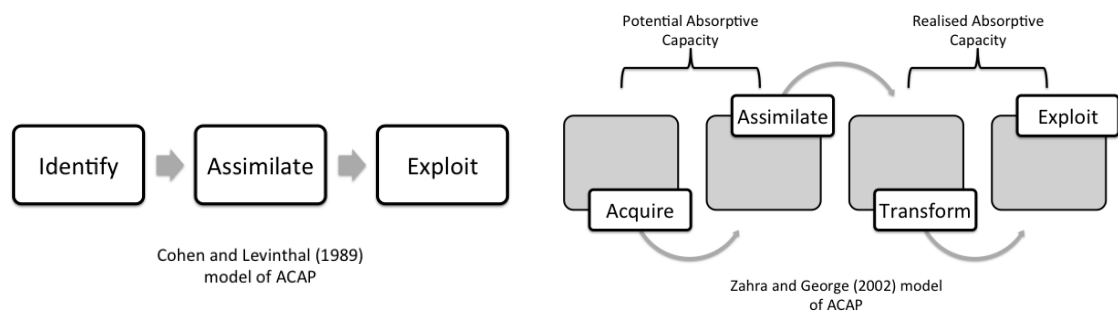 Identify
Assimilate
Exploit
Cohen and Levinthal (1989)
model of ACAP
Potential Absorptive
Capacity
Realised Absorptive
Capacity
Acquire
Assimilate
Transform
Exploit
Zahra and George (2002) model
of ACAP